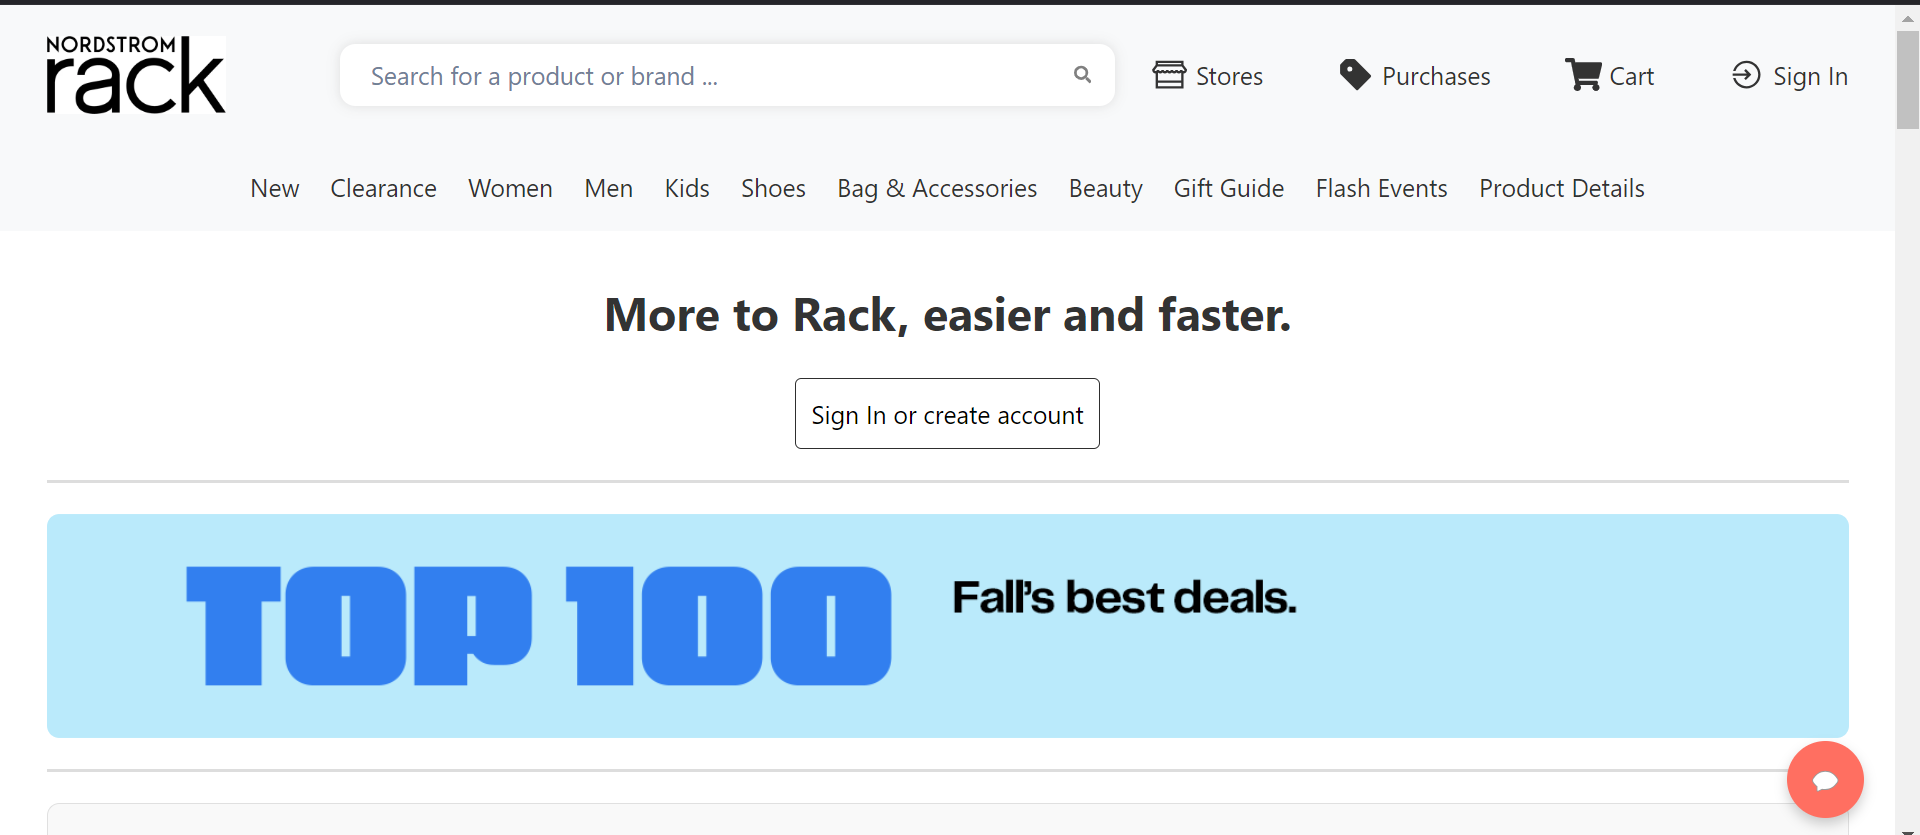 NORDSTROM
rack
Search for a product or brand ...
Stores
Purchases
Cart
Sign In
New Clearance Women Men Kids Shoes Bag & Accessories Beauty Gift Guide Flash Events Product Details
More to Rack, easier and faster.
Sign In or create account
TOP 100
Fall's best deals.